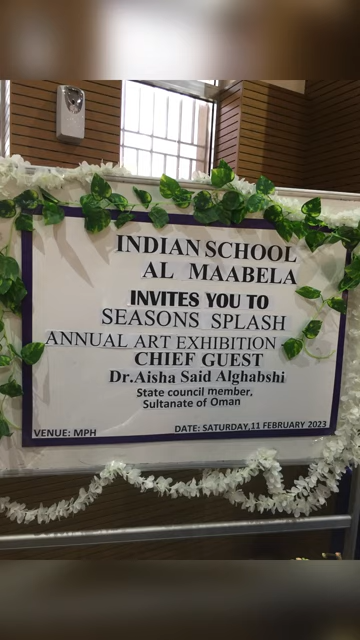 INDIAN SCHOOL
AL MAABELA
INVITES YOU TO
SEASONS SPLASH
ANNUAL ART EXHIBITION
CHIEF GUEST
Dr.Aisha Said Alghabshi
State council member,
Sultanate of Oman
VENUE: MPH
DATE: SATURDAY,11 FEBRUARY 2023